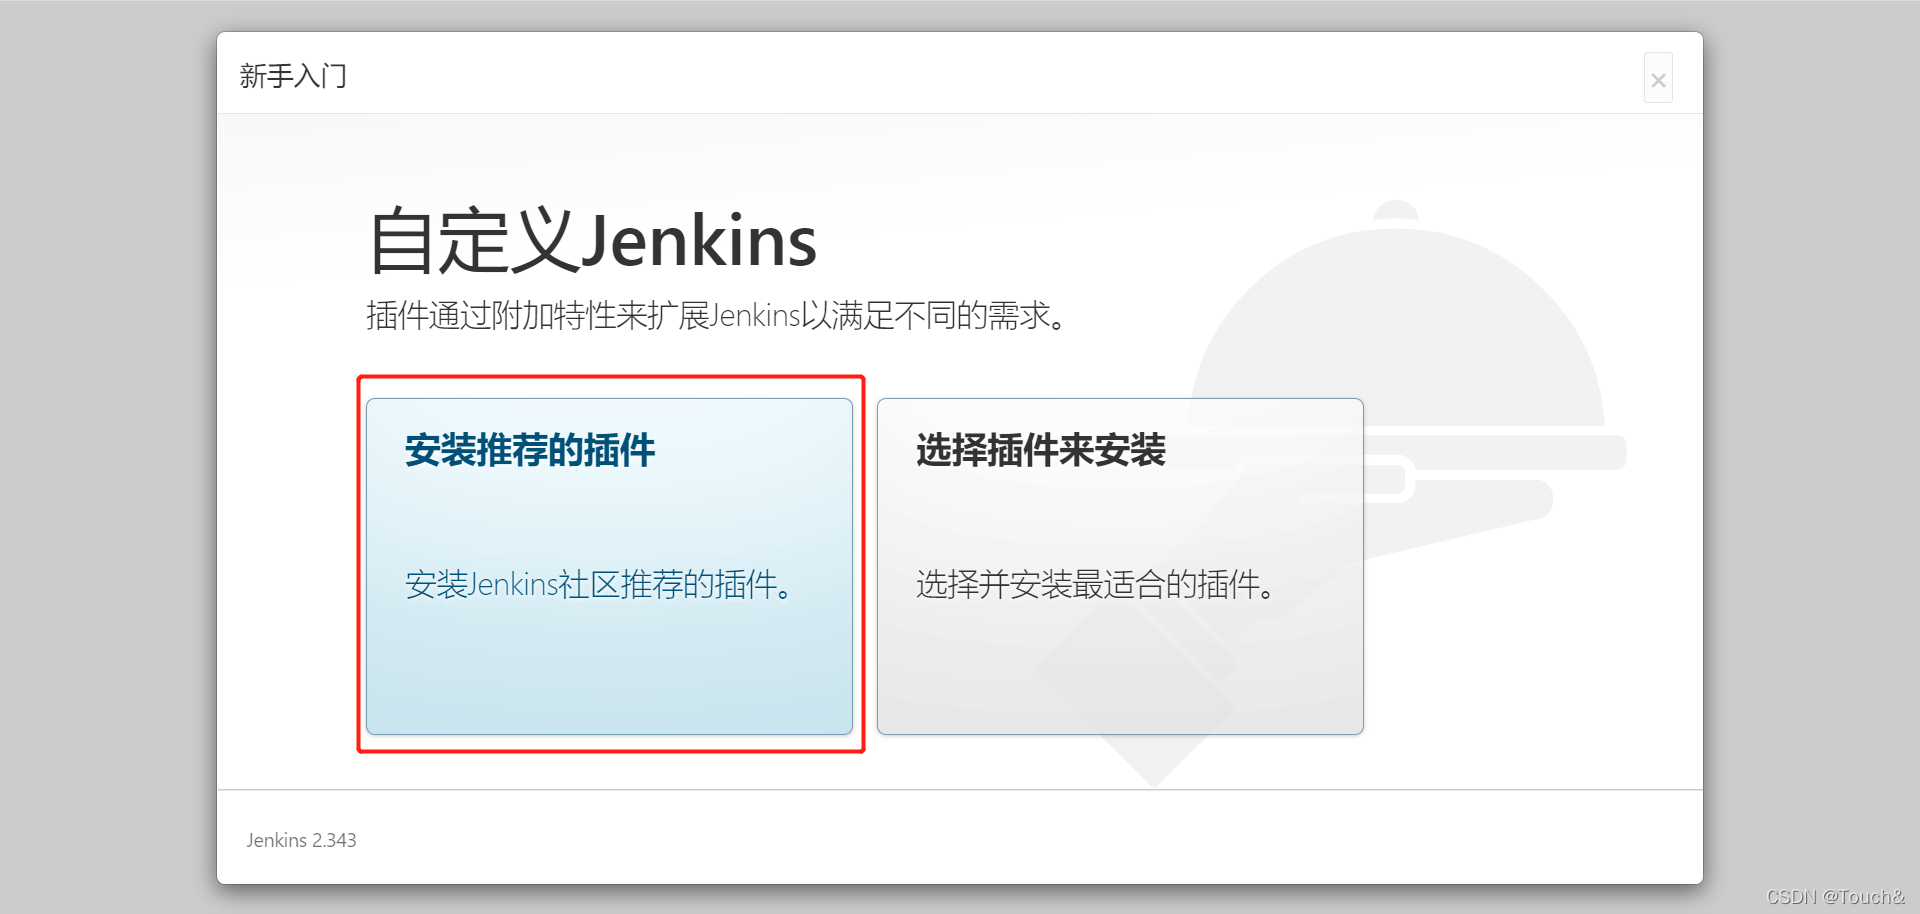 新手入门
×
自定义Jenkins
插件通过附加特性来扩展Jenkins以满足不同的需求。
安装推荐的插件
安装Jenkins社区推荐的插件。
选择插件来安装
选择并安装最适合的插件。
Jenkins 2.343
CSDN @Touch&